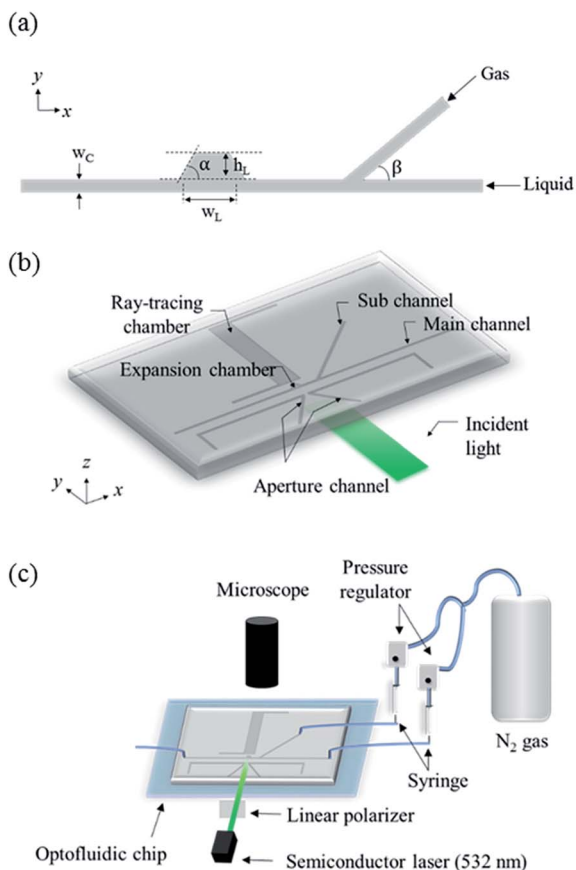 (a)
y
x
Gas
w_C
α
h_L
β
Liquid
w_L
(b)
Ray-tracing
chamber
Sub channel
Main channel
Expansion chamber
Incident
light
Aperture channel
z
y
x
(c)
Pressure
regulator
Microscope
N₂ gas
Syringe
Linear polarizer
Optofluidic chip
Semiconductor laser (532 nm)